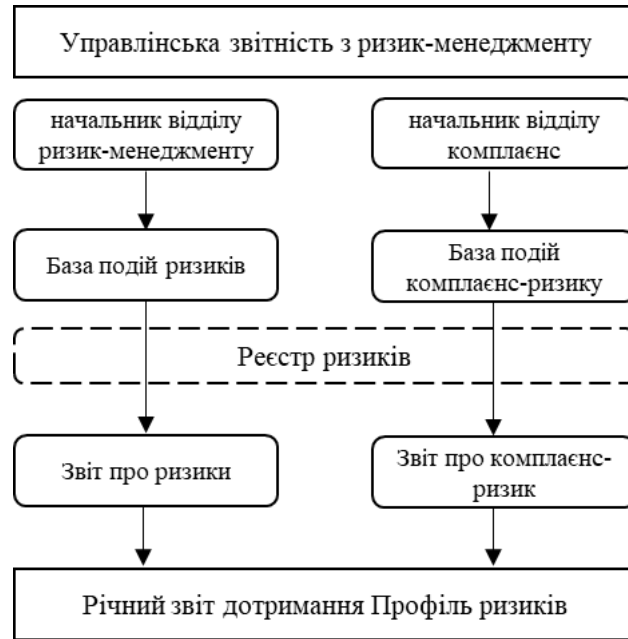 Управлінська звітність з ризик-менеджменту
начальник відділу
ризик-менеджменту
начальник відділу
комплаєнс
База подій ризиків
База подій
комплаєнс-ризику
Реєстр ризиків
Звіт про ризики
Звіт про комплаєнс-
ризик
Річний звіт дотримання Профіль ризиків